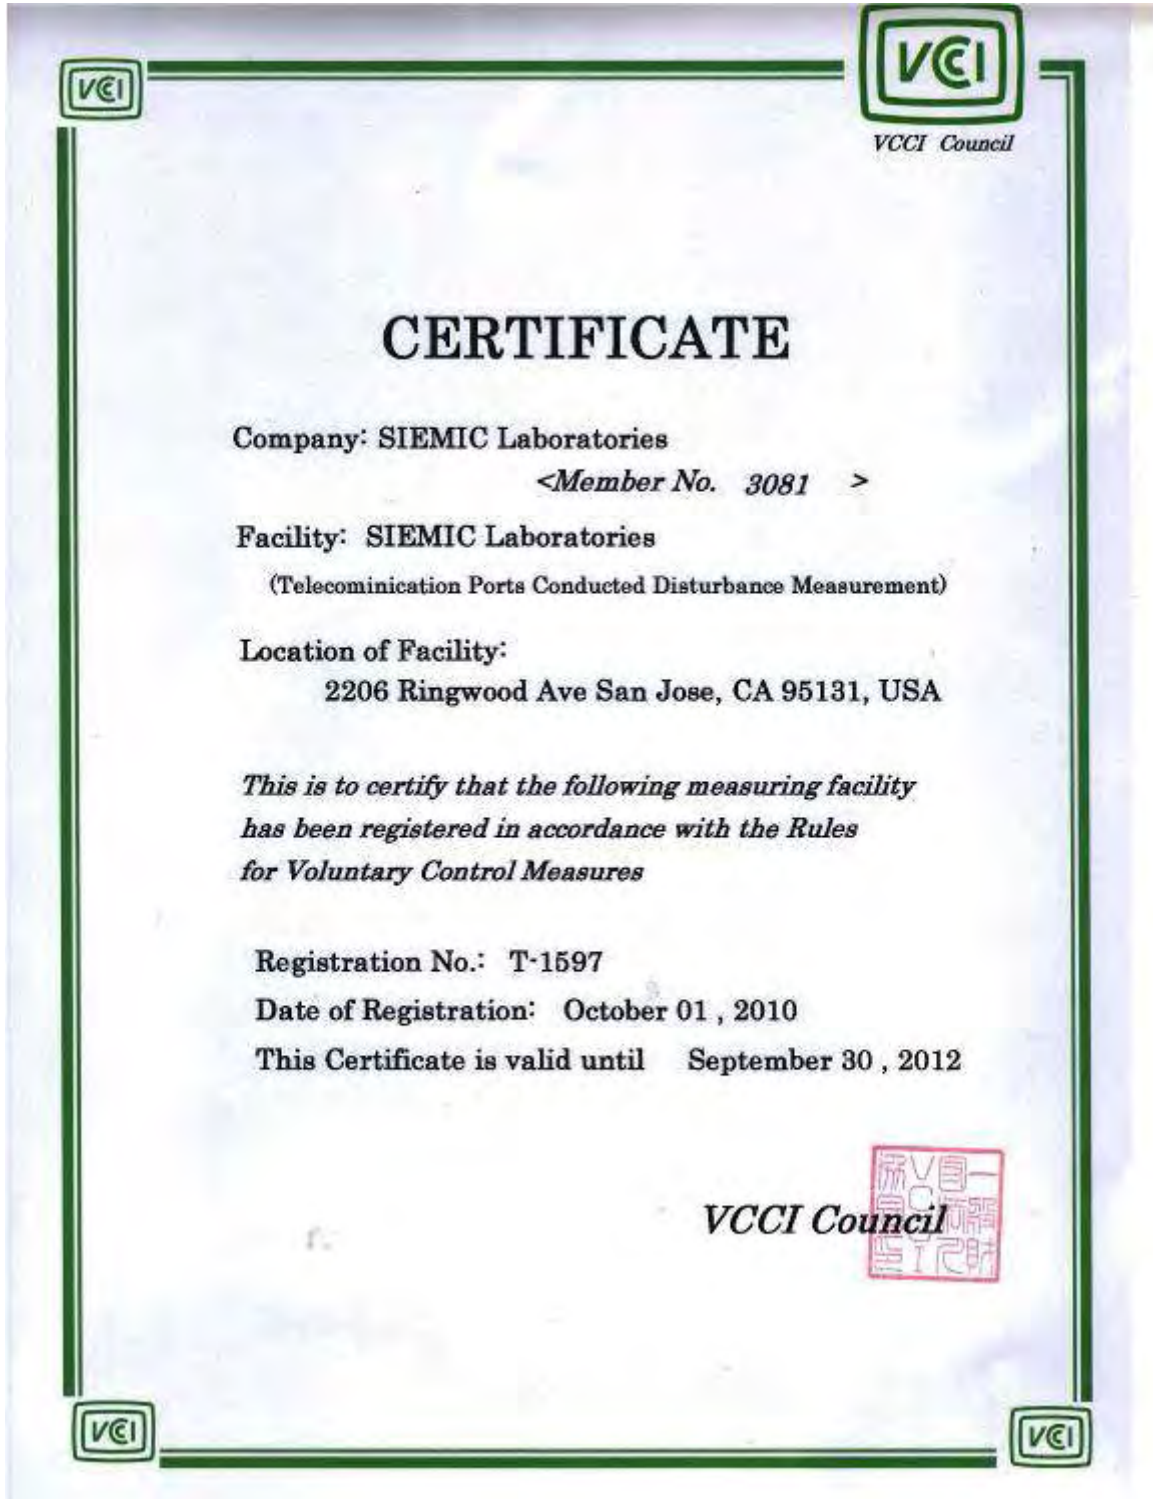 VCCI
VCCI
VCCI Council
CERTIFICATE
Company: SIEMIC Laboratories
<Member No. 3081 >
Facility: SIEMIC Laboratories
(Telecominication Ports Conducted Disturbance Measurement)
Location of Facility:
2206 Ringwood Ave San Jose, CA 95131, USA
This is to certify that the following measuring facility
has been registered in accordance with the Rules
for Voluntary Control Measures
Registration No.: T-1597
Date of Registration: October 01 , 2010
This Certificate is valid until September 30 , 2012
VCCI Council
VCCI
VCCI